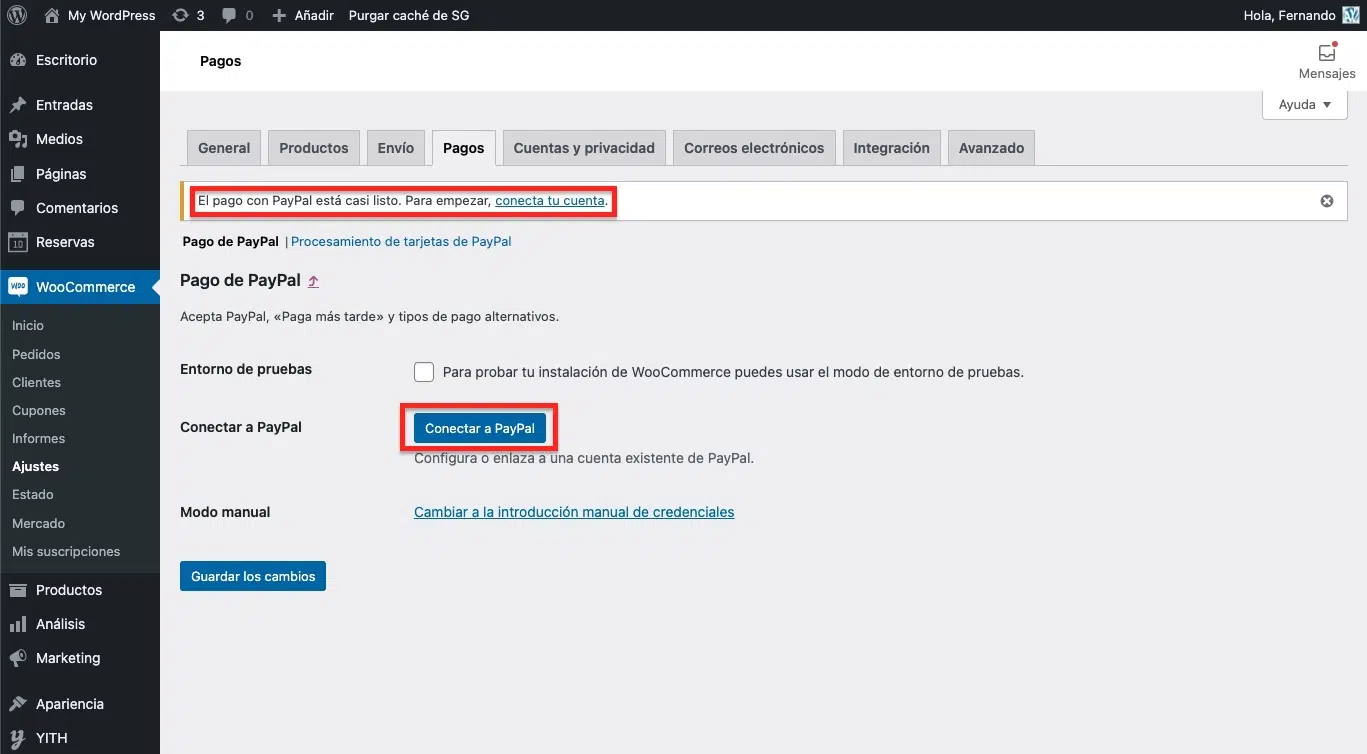 My WordPress 3 0 Añadir Purgar caché de SG Hola, Fernando
Escritorio
Entradas
Medios
Páginas
Comentarios
10 Reservas
WOO WooCommerce
Inicio
Pedidos
Clientes
Cupones
Informes
Ajustes
Estado
Mercado
Mis suscripciones
Productos
Análisis
Marketing
Apariencia
YITH
Pagos
Mensajes
Ayuda
General Productos Envío Pagos Cuentas y privacidad Correos electrónicos Integración Avanzado
El pago con PayPal está casi listo. Para empezar, conecta tu cuenta.
Pago de PayPal | Procesamiento de tarjetas de PayPal
Pago de PayPal
Acepta PayPal, «Paga más tarde» y tipos de pago alternativos.
Entorno de pruebas Para probar tu instalación de WooCommerce puedes usar el modo de entorno de pruebas.
Conectar a PayPal Conectar a PayPal
Configura o enlaza a una cuenta existente de PayPal.
Modo manual Cambiar a la introducción manual de credenciales
Guardar los cambios